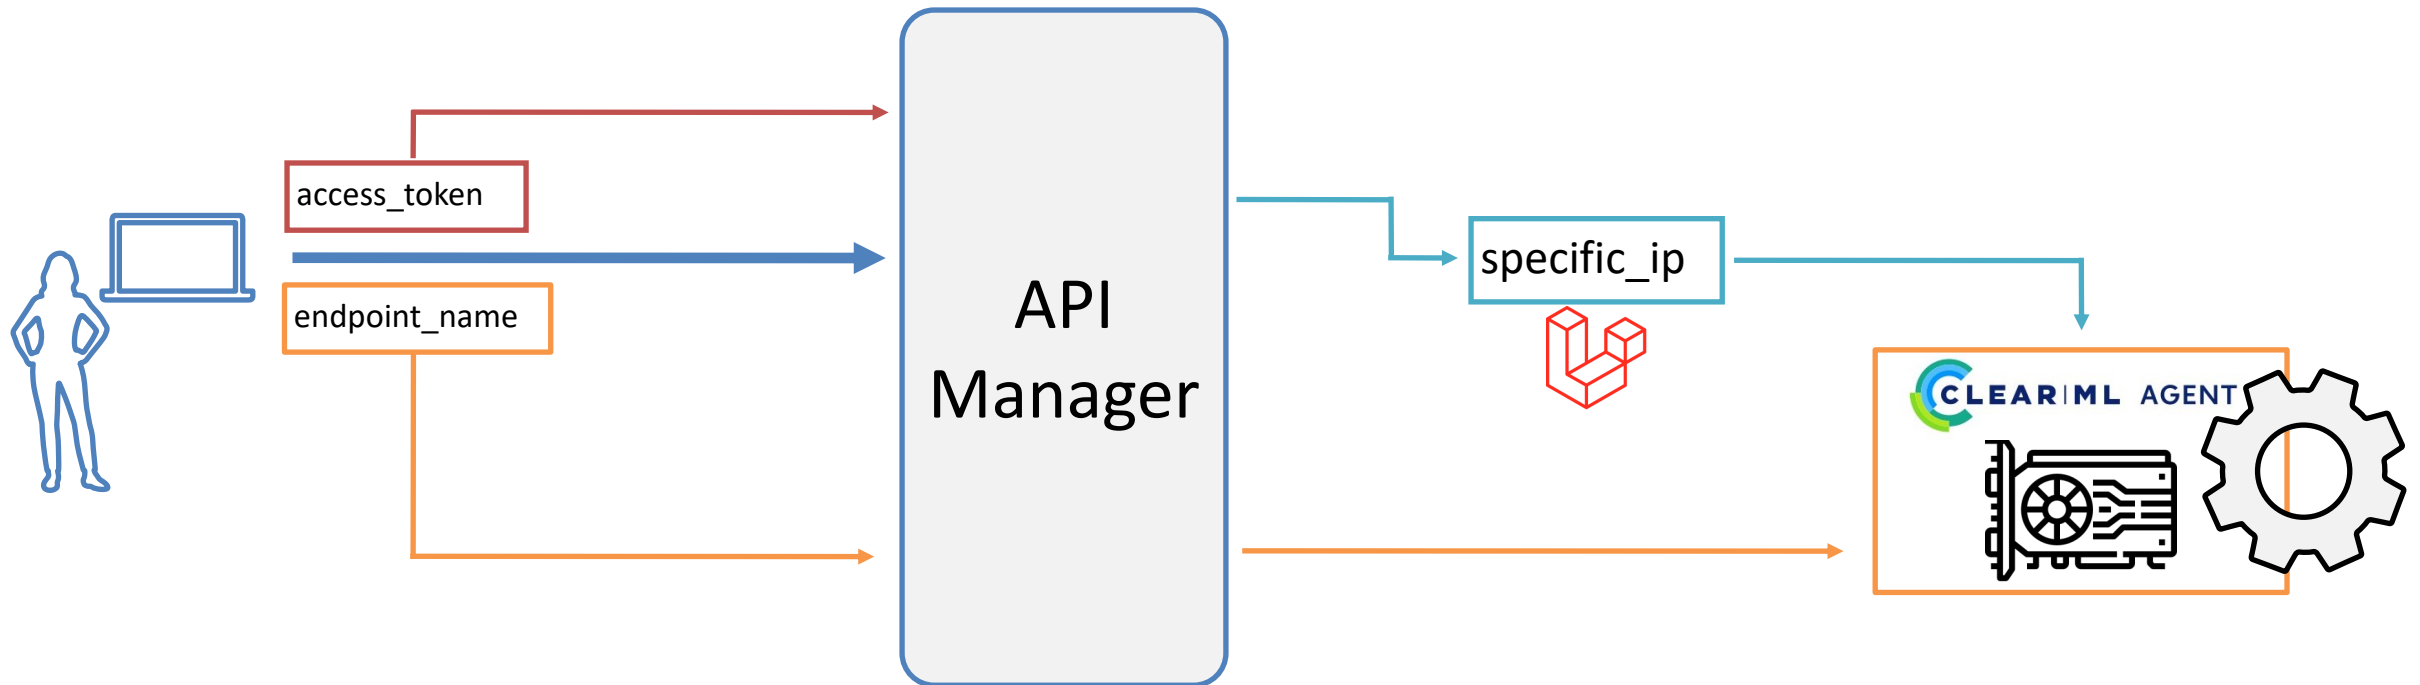 access_token
endpoint_name
API
Manager
specific_ip
CLEAR|ML AGENT